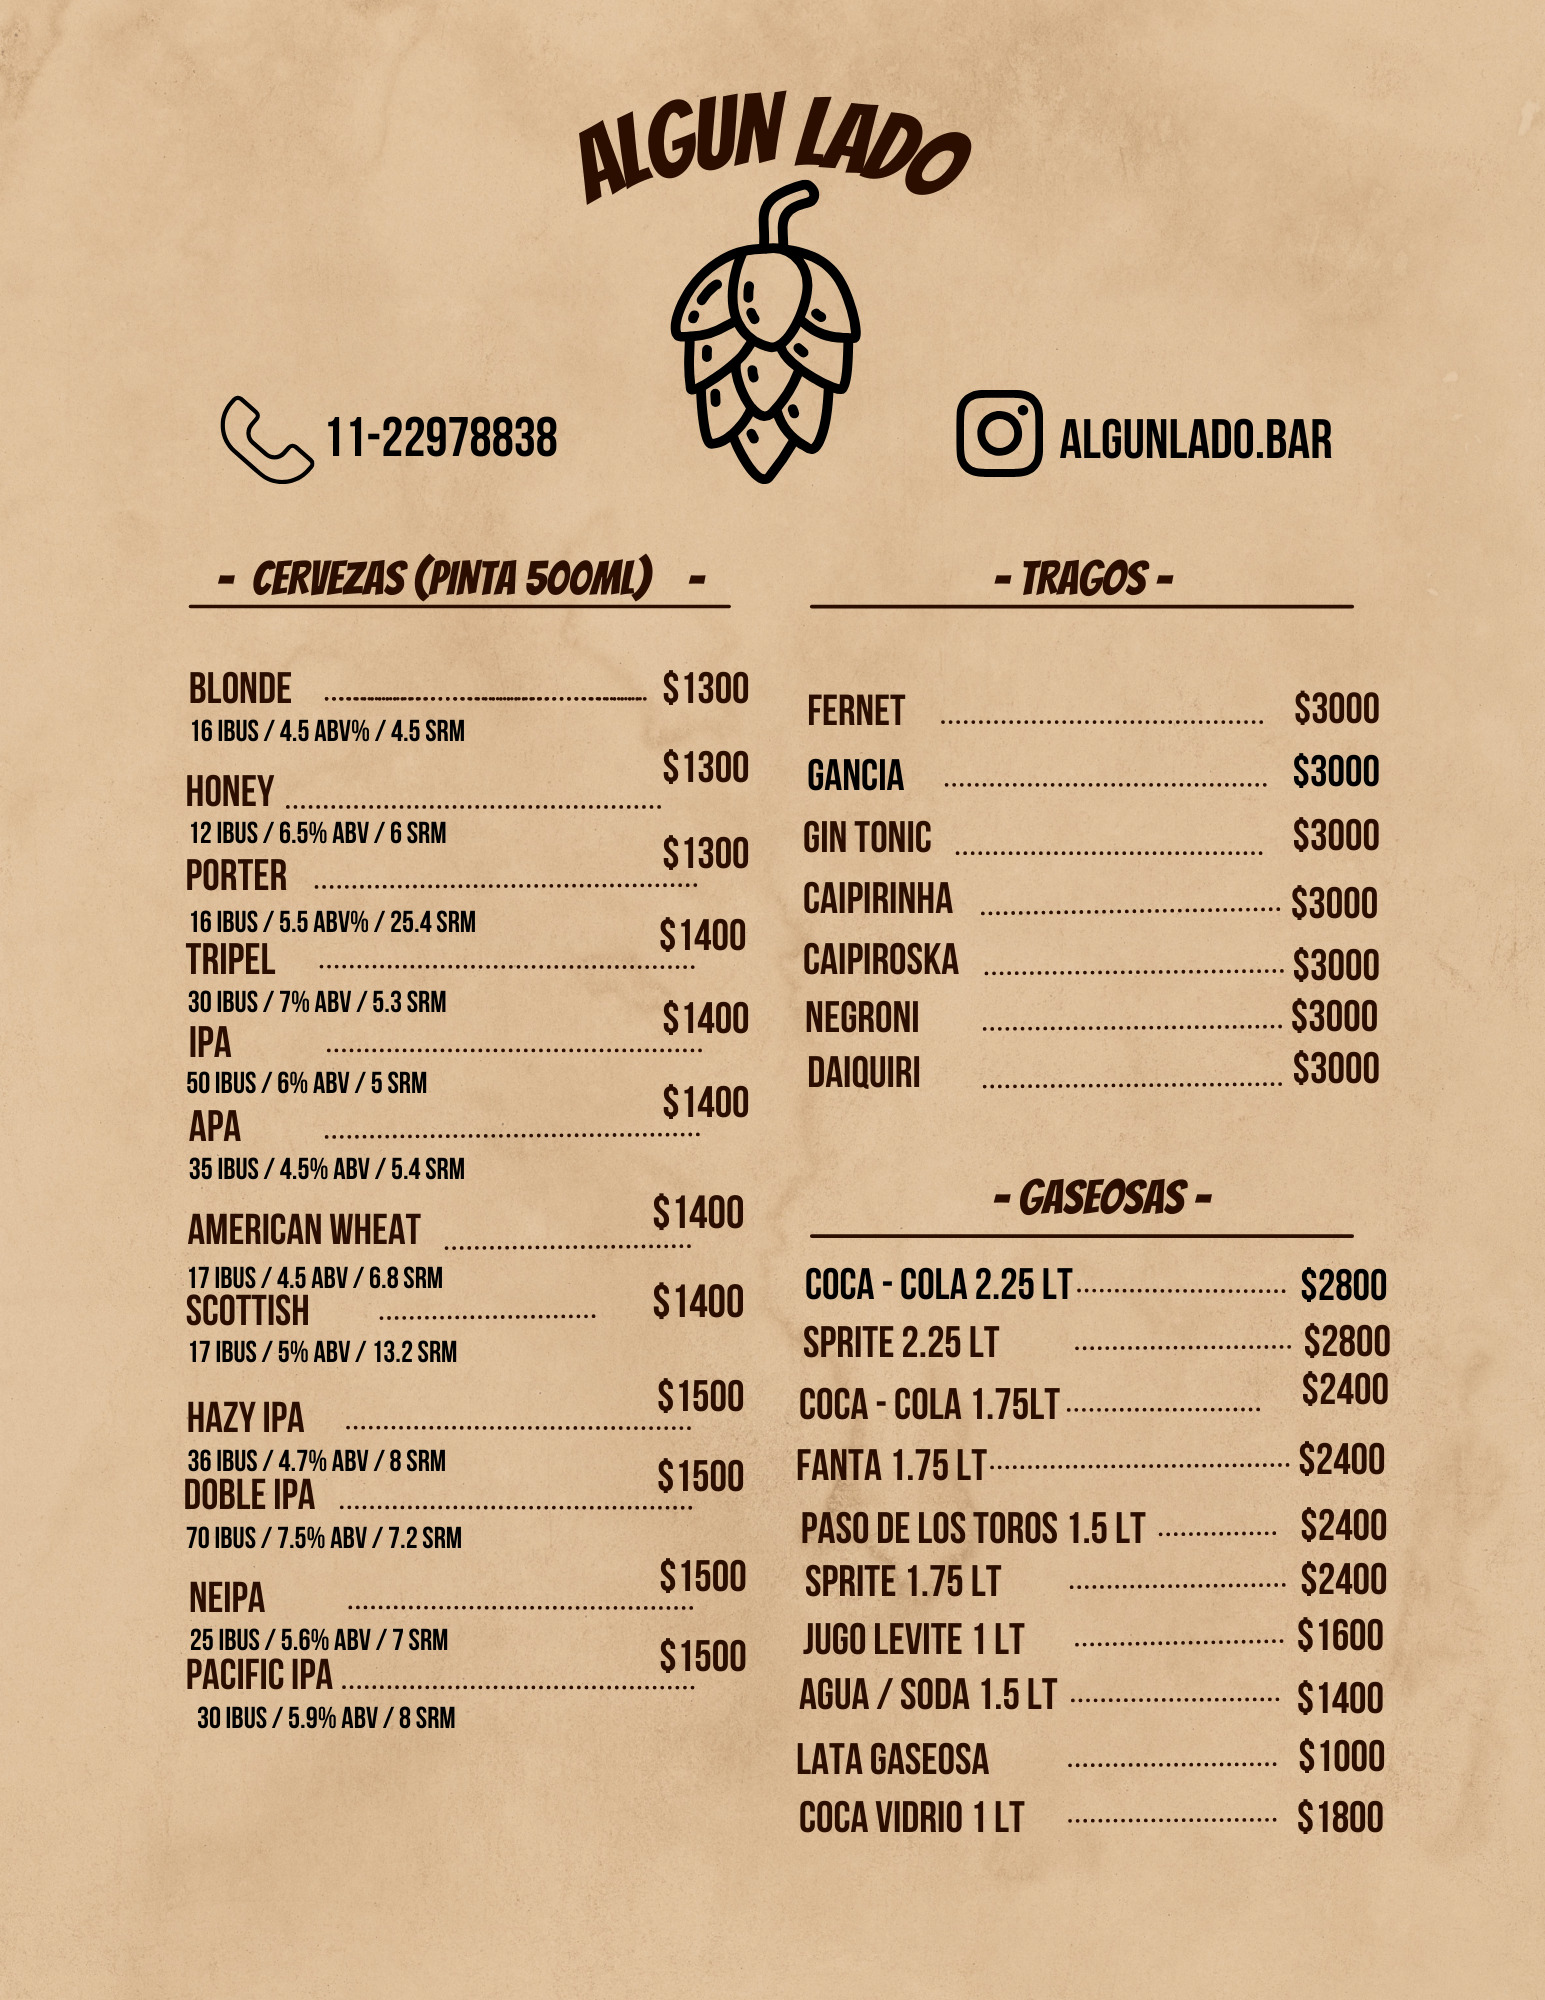 ALGUN LADO
11-22978838
ALGUNLADO.BAR
- CERVEZAS (PINTA 500ML) -
BLONDE $1300
16 IBUS / 4.5 ABV% / 4.5 SRM
HONEY $1300
12 IBUS / 6.5% ABV / 6 SRM
PORTER $1300
16 IBUS / 5.5 ABV% / 25.4 SRM
TRIPEL $1400
30 IBUS / 7% ABV / 5.3 SRM
IPA $1400
50 IBUS / 6% ABV / 5 SRM
APA $1400
35 IBUS / 4.5% ABV / 5.4 SRM
AMERICAN WHEAT $1400
17 IBUS / 4.5 ABV / 6.8 SRM
SCOTTISH $1400
17 IBUS / 5% ABV / 13.2 SRM
HAZY IPA $1500
36 IBUS / 4.7% ABV / 8 SRM
DOBLE IPA $1500
70 IBUS / 7.5% ABV / 7.2 SRM
NEIPA $1500
25 IBUS / 5.6% ABV / 7 SRM
PACIFIC IPA $1500
30 IBUS / 5.9% ABV / 8 SRM
- TRAGOS -
FERNET $3000
GANCIA $3000
GIN TONIC $3000
CAIPIRINHA $3000
CAIPIROSKA $3000
NEGRONI $3000
DAIQUIRI $3000
- GASEOSAS -
COCA - COLA 2.25 LT $2800
SPRITE 2.25 LT $2800
COCA - COLA 1.75LT $2400
FANTA 1.75 LT $2400
PASO DE LOS TOROS 1.5 LT $2400
SPRITE 1.75 LT $2400
JUGO LEVITE 1 LT $1600
AGUA / SODA 1.5 LT $1400
LATA GASEOSA $1000
COCA VIDRIO 1 LT $1800